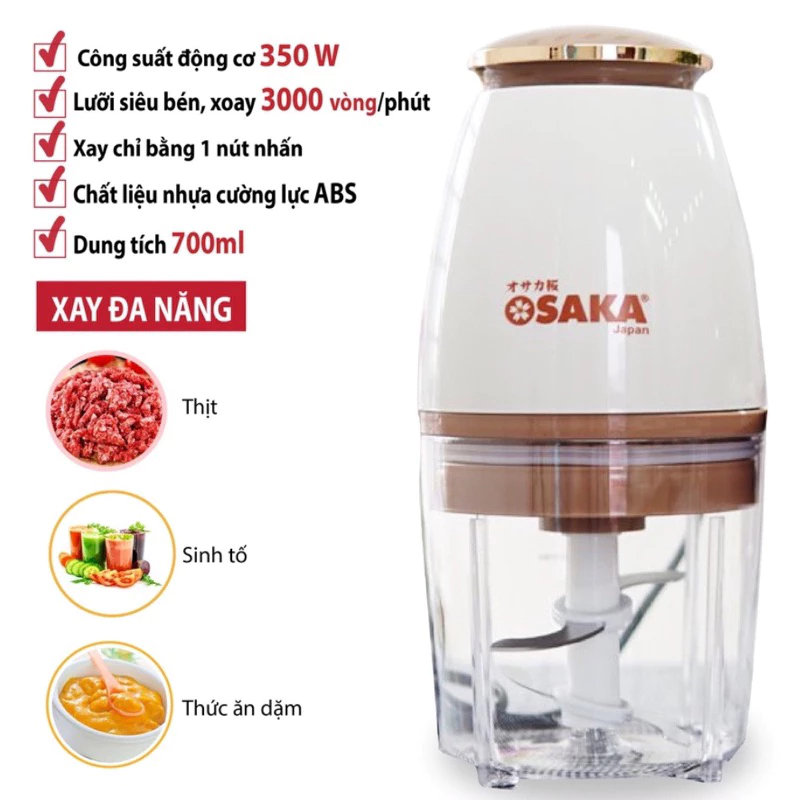 Công suất động cơ 350 W
Lưỡi siêu bén, xoay 3000 vòng/phút
Xay chỉ bằng 1 nút nhấn
Chất liệu nhựa cường lực ABS
Dung tích 700ml
XAY ĐA NĂNG
Thịt
Sinh tố
Thức ăn dặm
オサカ桜
OSAKA®
Japan